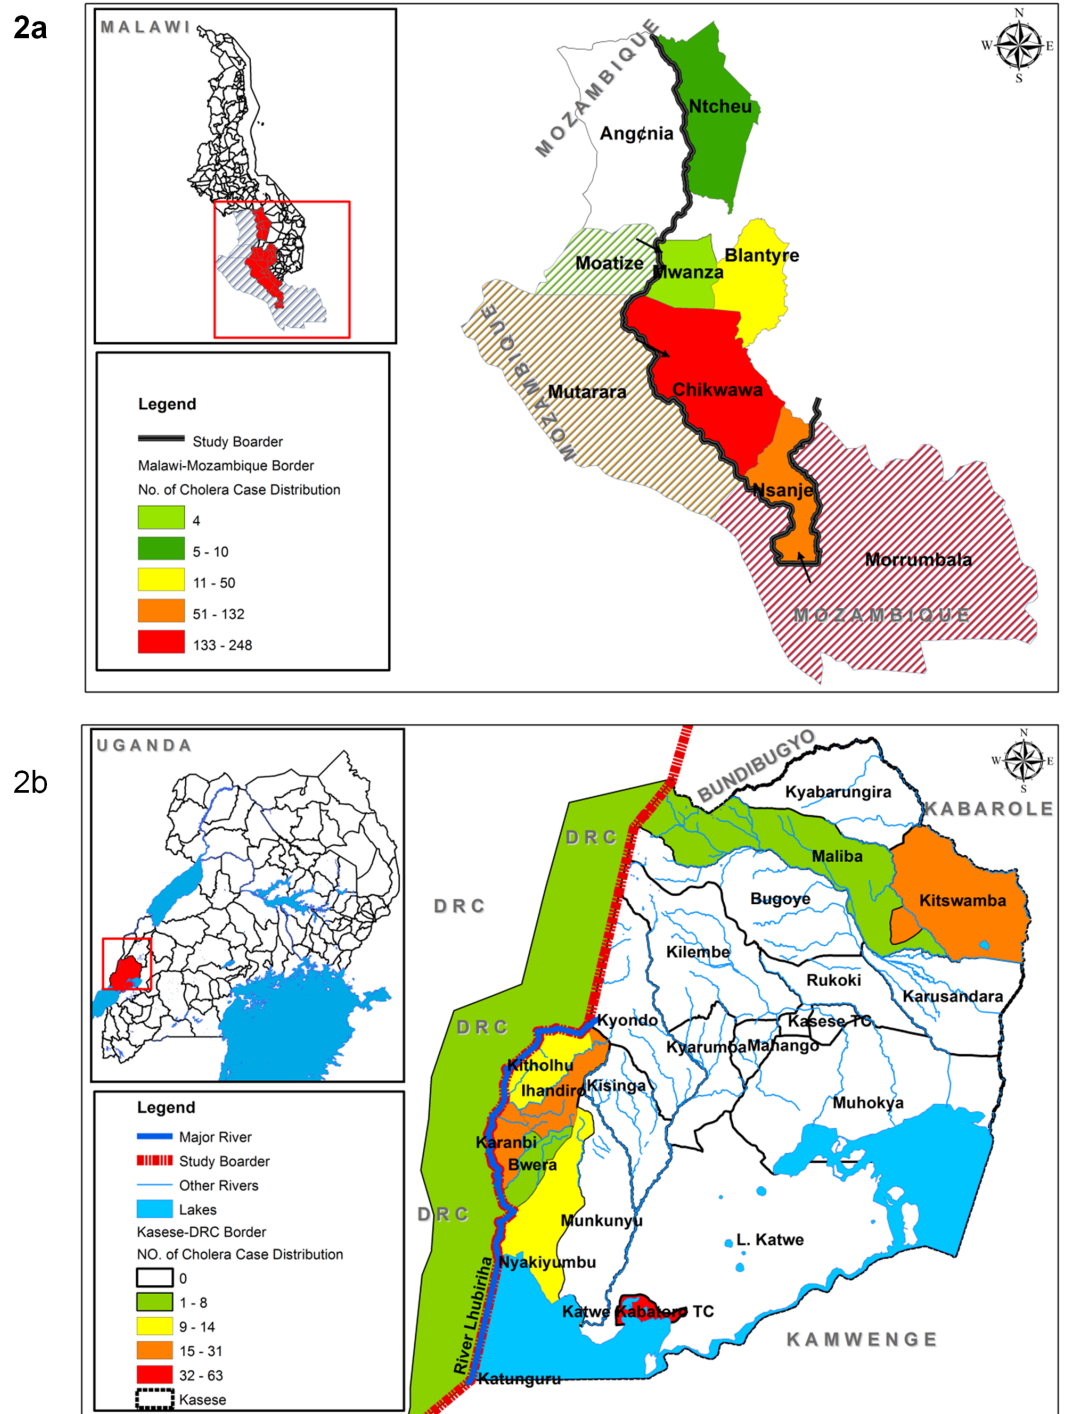 2a
MALAWI
N
W E
S
MOZAMBIQUE
Ntcheu
Angćnia
Blantyre
Moatize
Mwanza
MOZAMBIQUE
Mutarara
Chikwawa
Nsanje
Morrumbala
MOZAMBIQUE
Legend
Study Boarder
Malawi-Mozambique Border
No. of Cholera Case Distribution
4
5 - 10
11 - 50
51 - 132
133 - 248
2b
UGANDA
N
W E
S
BUNDIBUGYO
Kyabarungira
KABAROLE
DRC
Maliba
Kitswamba
Bugoye
DRC
Kilembe
Rukoki
Karusandara
DRC
Kyondo
Kasese TC
Kyarumba
Mahango
Kitholhu
Ihandiro
Kisinga
Muhokya
Karanbi
Bwera
DRC
Munkunyu
L. Katwe
Nyakiyumbu
Katwe Kabatoro TC
River Lhubiriha
KAMWENGE
Katunguru
Legend
Major River
Study Boarder
Other Rivers
Lakes
Kasese-DRC Border
NO. of Cholera Case Distribution
0
1 - 8
9 - 14
15 - 31
32 - 63
Kasese